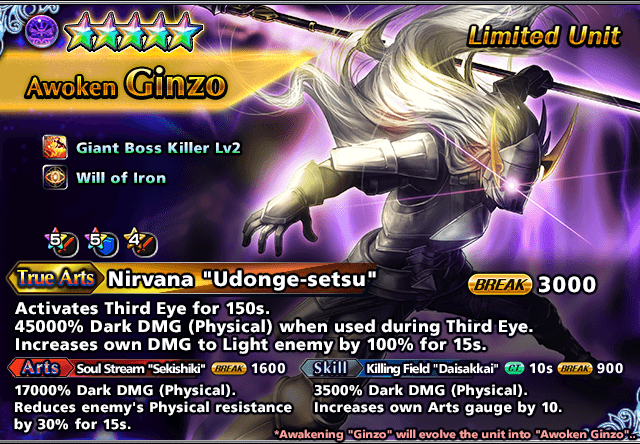 Limited Unit
Awoken Ginzo
Giant Boss Killer Lv2
Will of Iron
5 5 4
True Arts Nirvana "Udonge-setsu" BREAK 3000
Activates Third Eye for 150s.
45000% Dark DMG (Physical) when used during Third Eye.
Increases own DMG to Light enemy by 100% for 15s.
Arts Soul Stream "Sekishiki" BREAK 1600
17000% Dark DMG (Physical).
Reduces enemy's Physical resistance
by 30% for 15s.
Skill Killing Field "Daisakkai" CT 10s BREAK 900
3500% Dark DMG (Physical).
Increases own Arts gauge by 10.
*Awakening "Ginzo" will evolve the unit into "Awoken Ginzo".